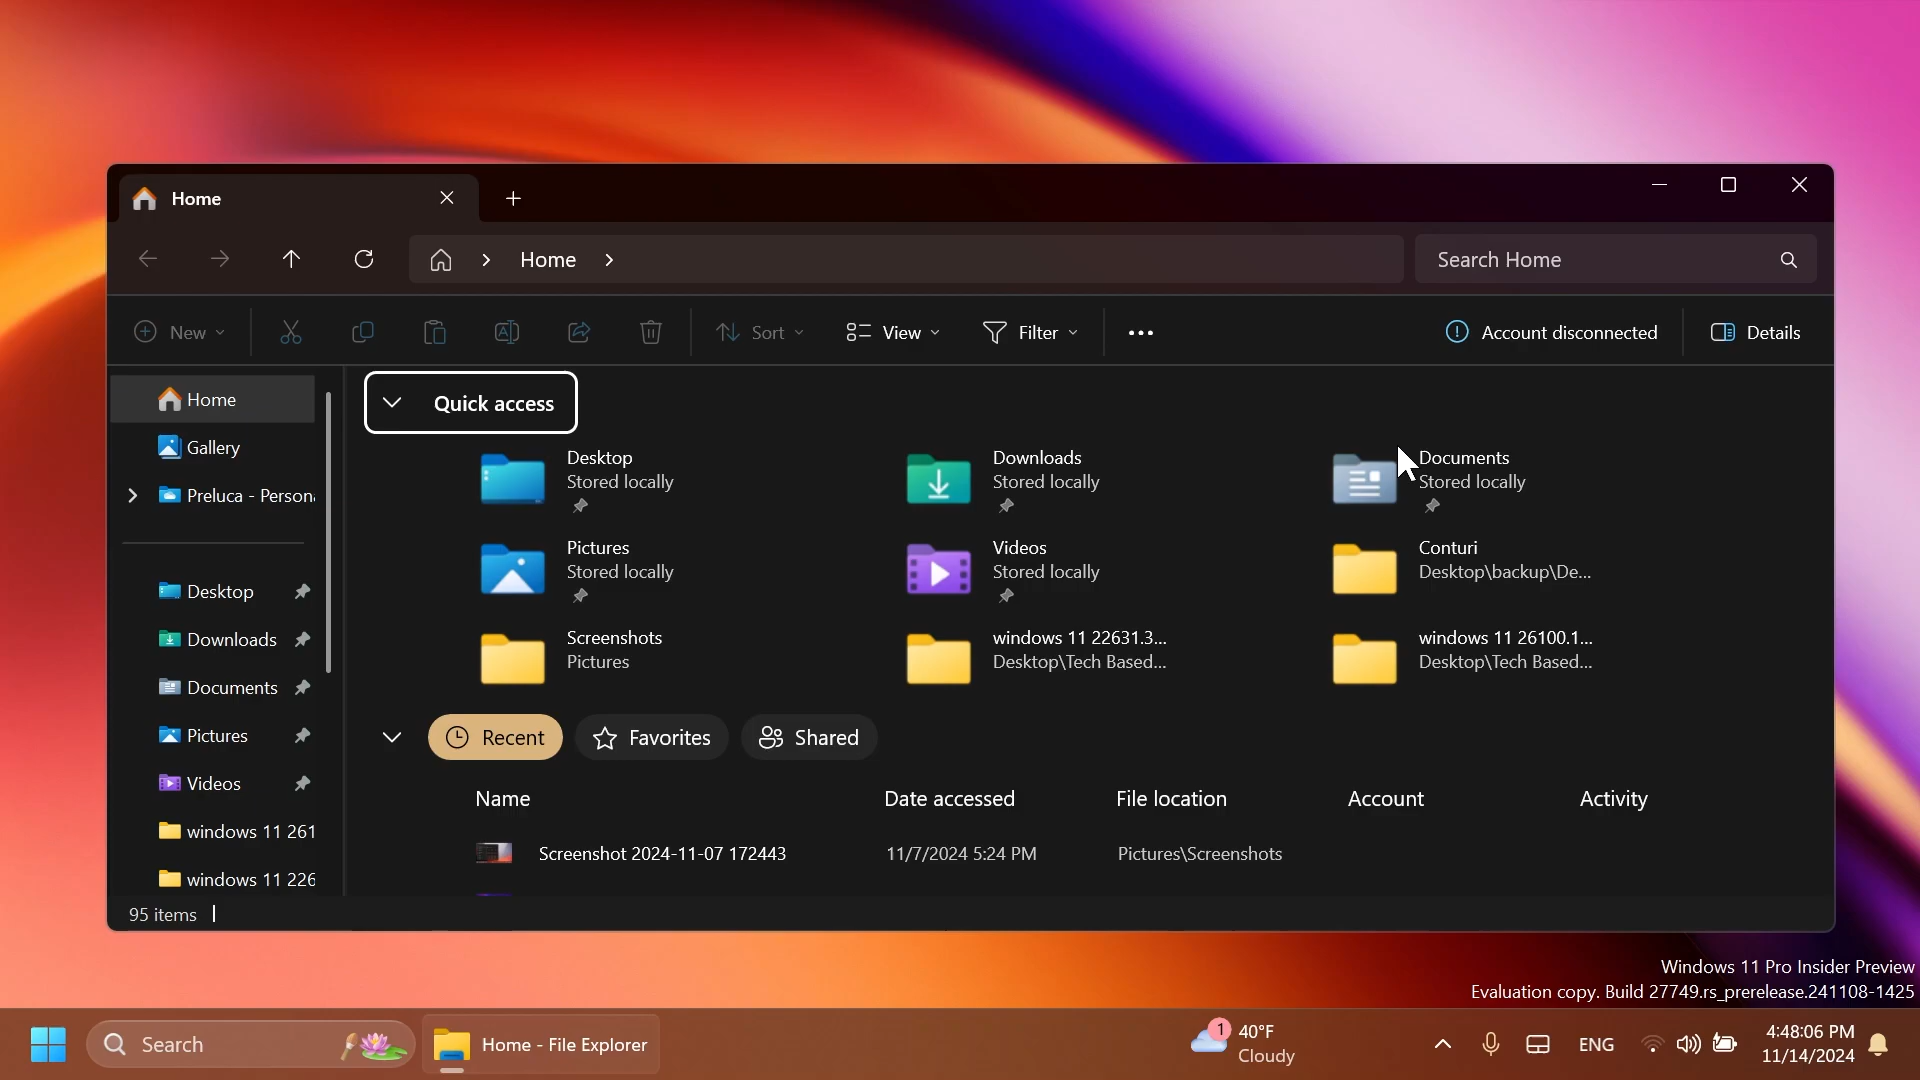 Home
Home
Search Home
New
Sort
View
Filter
Account disconnected
Details
Home
Gallery
Preluca - Persona
Desktop
Downloads
Documents
Pictures
Videos
windows 11 261
windows 11 226
Quick access
Desktop
Stored locally
Downloads
Stored locally
Documents
Stored locally
Pictures
Stored locally
Videos
Stored locally
Conturi
Desktop\backup\De...
Screenshots
Pictures
windows 11 22631.3...
Desktop\Tech Based...
windows 11 26100.1...
Desktop\Tech Based...
Recent
Favorites
Shared
Name
Date accessed
File location
Account
Activity
Screenshot 2024-11-07 172443
11/7/2024 5:24 PM
Pictures\Screenshots
95 items
Windows 11 Pro Insider Preview
Evaluation copy. Build 27749.rs_prerelease.241108-1425
Search
Home - File Explorer
1
40°F
Cloudy
ENG
4:48:06 PM
11/14/2024